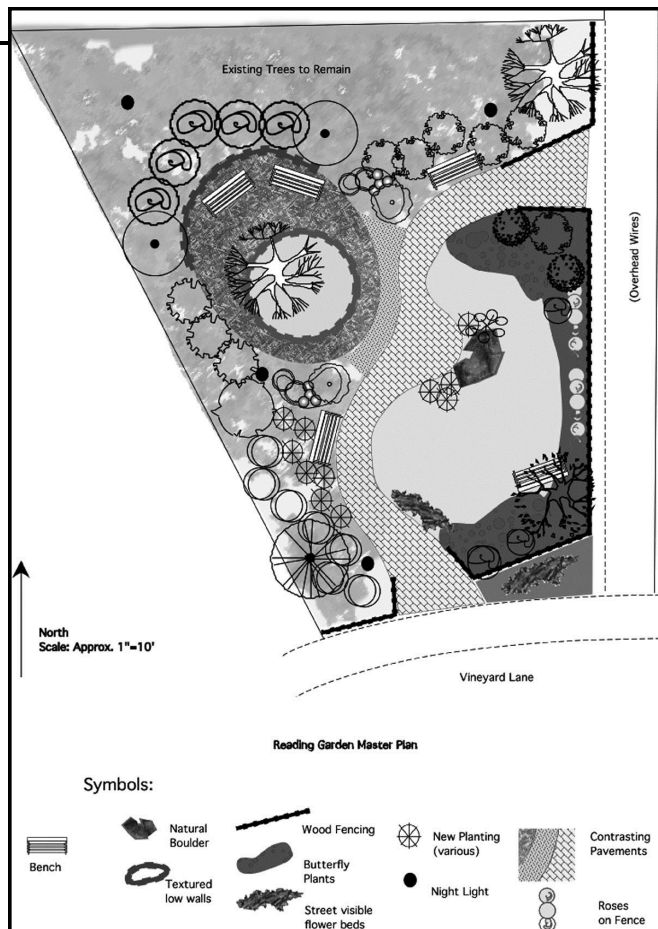 Existing Trees to Remain
(Overhead Wires)
North
Scale: Approx. 1"=10'
Vineyard Lane
Reading Garden Master Plan
Symbols:
Bench
Natural
Boulder
Textured
low walls
Wood Fencing
Butterfly
Plants
Street visible
flower beds
New Planting
(various)
Night Light
Contrasting
Pavements
Roses
on Fence